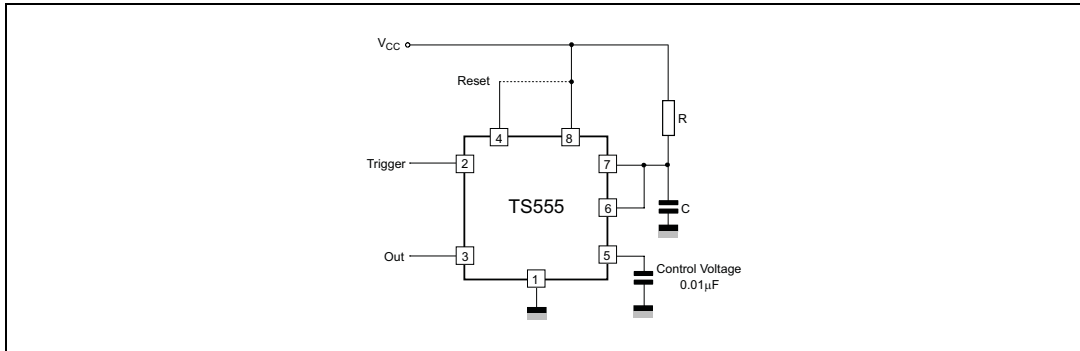 VCC
Reset
R
4
8
Trigger
2
7
TS555
6
C
Out
3
5
1
Control Voltage
0.01μF